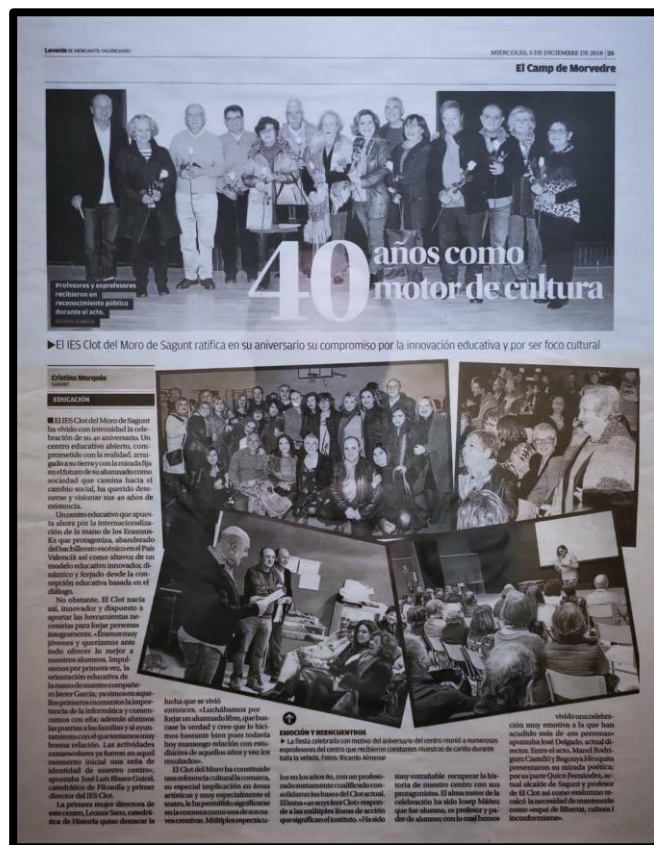 Levante EL MERCANTIL VALENCIANO
MIÉRCOLES, 5 DE DICIEMBRE DE 2018 | 35
El Camp de Morvedre
Profesores y exprofesores
recibieron un
reconocimiento público
durante el acto.
40 años como
motor de cultura
▶El IES Clot del Moro de Sagunt ratifica en su aniversario su compromiso por la innovación educativa y por ser foco cultural
Cristina Marqués
SAGUNT
EDUCACIÓN
■ El IES Clot del Moro de Sagunt
ha vivido con intensidad la cele-
bración de su 40 aniversario. Un
centro educativo abierto, com-
prometido con la realidad, arrai-
gado a su tierra y con la mirada fija
en el futuro de su alumnado como
sociedad que camina hacia el
cambio social, ha querido dete-
nerse y visionar sus 40 años de
existencia.
Un centro educativo que apues-
ta ahora por la internacionaliza-
ción de la mano de los Erasmus-
K2 que protagoniza, abanderado
del bachillerato escénico en el País
Valencià así como altavoz de un
modelo educativo innovador, di-
námico y forjado desde la con-
cepción educativa basada en el
diálogo.
No obstante, El Clot nacía
así, innovador y dispuesto a
aportar las herramientas ne-
cesarias para forjar personas
íntegramente. «Éramos muy
jóvenes y queríamos ante
todo ofrecer lo mejor a
nuestros alumnos. Impul-
samos por primera vez, la
orientación educativa de
la mano de nuestro compañe-
ro Javier García; ya vimos en aque-
llos primeros momentos la impor-
tancia de la informática y comen-
zamos con ella; además abrimos
las puertas a las familias y al ayun-
tamiento con el que teníamos muy
buena relación. Las actividades
extraescolares ya fueron en aquel
momento inicial una seña de
identidad de nuestro centro»,
apuntaba José Luis Blasco Guiral,
catedrático de Filosofía y primer
director del IES Clot.
La primera mujer directora de
este centro, Leonor Sans, catedrá-
tica de Historia quiso destacar la
lucha que se vivió
entonces. «Luchábamos por
forjar un alumnado libre, que bus-
case la verdad y creo que lo hici-
mos bastante bien pues todavía
hoy mantengo relación con estu-
diantes de aquellos años y veo los
resultados».
El Clot del Moro ha constituido
una referencia cultural la comarca,
su especial implicación en áreas
artísticas y muy especialmente el
teatro, le ha permitido significarse
en la comarca como una de sus na-
ves creativas. Múltiples espectácu-
EMOCIÓN Y REENCUENTROS
▶ La fiesta celebrada con motivo del aniversario del centro reunió a numerosos
exprofesores del centro que recibieron constantes muestras de cariño durante
toda la velada. Fotos: Ricardo Almenar
los en los años 80, con un profeso-
rado sumamente cualificado con-
solidaron los bases del Clot actual.
El lema «40 anys fent Clot» respon-
de a las múltiples líneas de acción
que significan el instituto. «Ha sido
muy entrañable recuperar la his-
toria de nuestro centro con sus
protagonistas. El alma mater de la
celebración ha sido Josep Máñez
que fue alumno, es profesor y pa-
dre de alumno; con lo cual hemos
vivido una celebra-
ción muy emotiva a la que han
acudido más de 400 personas»
apuntaba José Delgado, actual di-
rector. Entre el acto, Manel Rodrí-
guez Castelló y Begonya Mezquita
presentaron su mirada poética;
por su parte Quico Fernández, ac-
tual alcalde de Sagunt y profesor
de El Clot así como exalumno re-
calcó la necesidad de mantenerlo
como «espai de llibertat, cultura i
inconformisme».